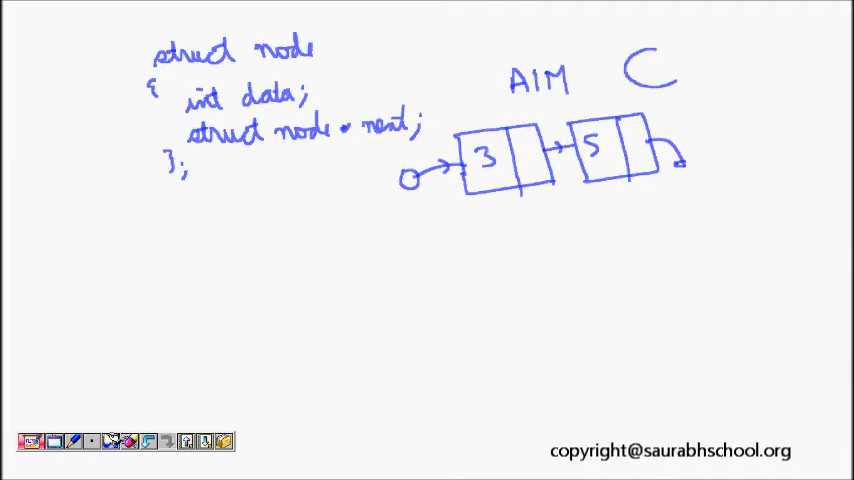 struct node
{ int data;
struct node * next;
};
AIM C
3 5
copyright@saurabhschool.org